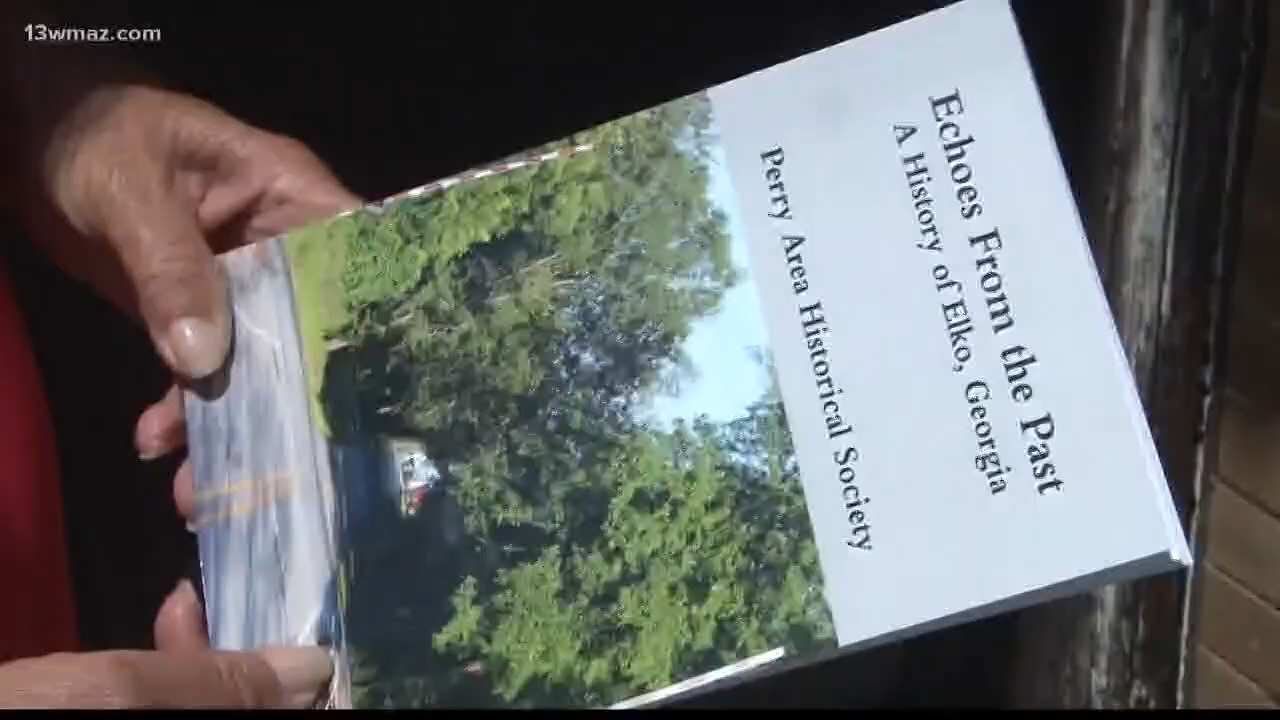 13wmaz.com
Echoes From the Past
A History of Elko, Georgia
Perry Area Historical Society